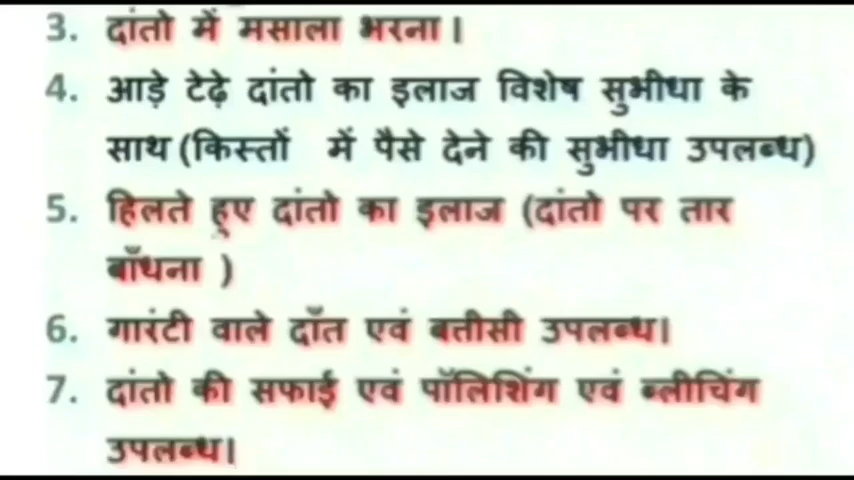 3. दांतो में मसाला भरना।
4. आड़े टेढ़े दांतो का इलाज विशेष सुभीधा के
साथ (किस्तों में पैसे देने की सुभीधा उपलब्ध)
5. हिलते हुए दांतो का इलाज (दांतो पर तार
बाँधना )
6. गारंटी वाले दाँत एवं बतीसी उपलब्ध।
7. दांतो की सफाई एवं पॉलिशिंग एवं ब्लीचिंग
उपलब्ध।